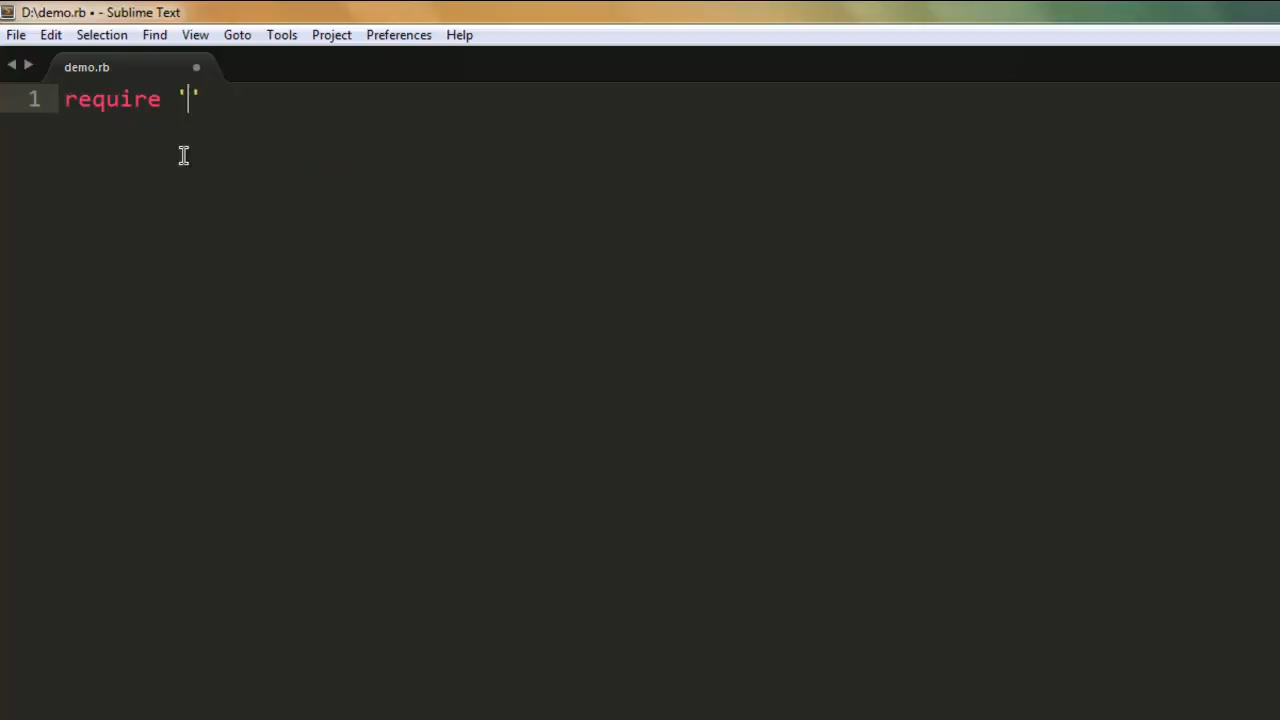 D:\demo.rb • - Sublime Text
File Edit Selection Find View Goto Tools Project Preferences Help
demo.rb
1 require ''